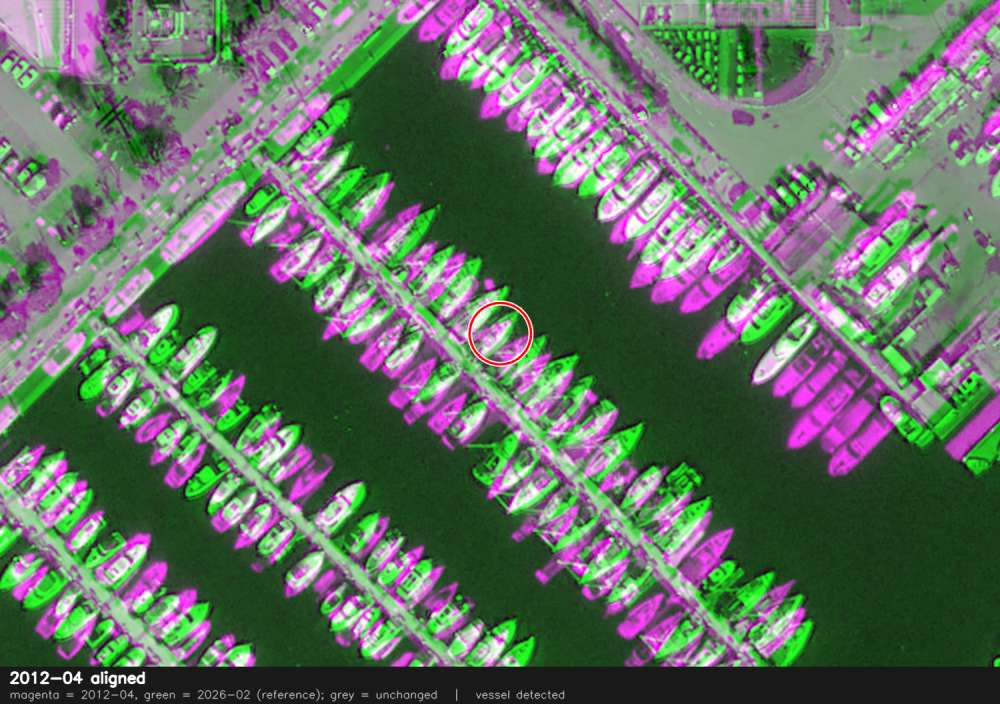 2012-04 aligned
magenta = 2012-04, green = 2026-02 (reference); grey = unchanged | vessel detected